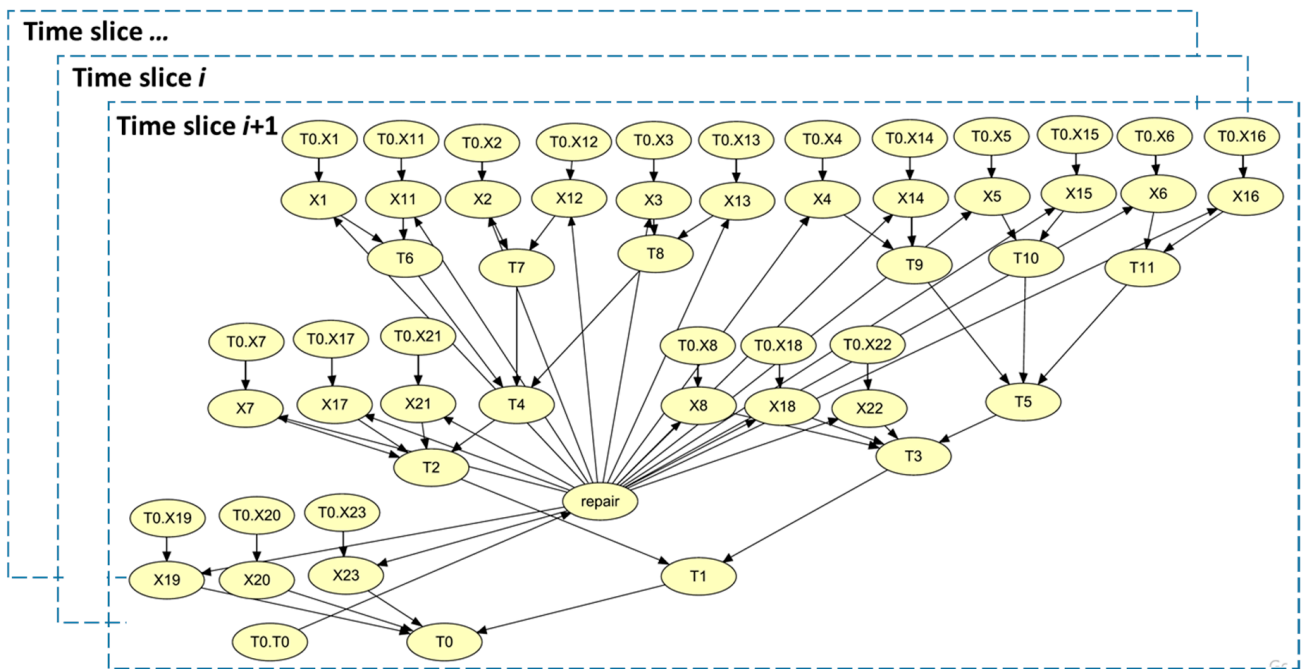 Time slice ...
Time slice i
Time slice i+1
T0.X1 T0.X11 T0.X2 T0.X12 T0.X3 T0.X13 T0.X4 T0.X14 T0.X5 T0.X15 T0.X6 T0.X16
X1 X11 X2 X12 X3 X13 X4 X14 X5 X15 X6 X16
T6 T7 T8 T9 T10 T11
T0.X7 T0.X17 T0.X21 T0.X8 T0.X18 T0.X22
X7 X17 X21 T4 X8 X18 X22 T5
T2 T3
repair
T0.X19 T0.X20 T0.X23
X19 X20 X23 T1
T0.T0 T0